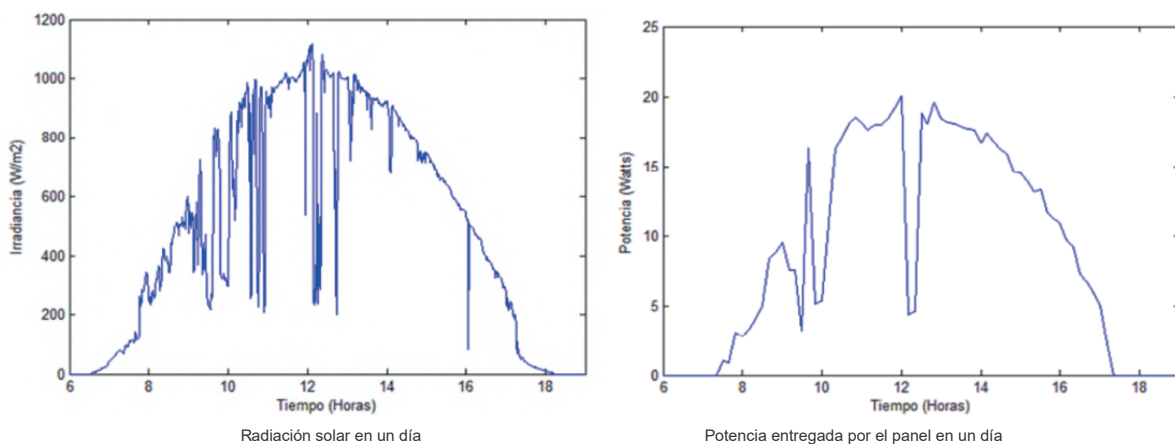 1200
1000
800
600
400
200
0
Irradiancia (W/m2)
6 8 10 12 14 16 18
Tiempo (Horas)
Radiación solar en un día
25
20
15
10
5
0
Potencia (Watts)
6 8 10 12 14 16 18
Tiempo (Horas)
Potencia entregada por el panel en un día